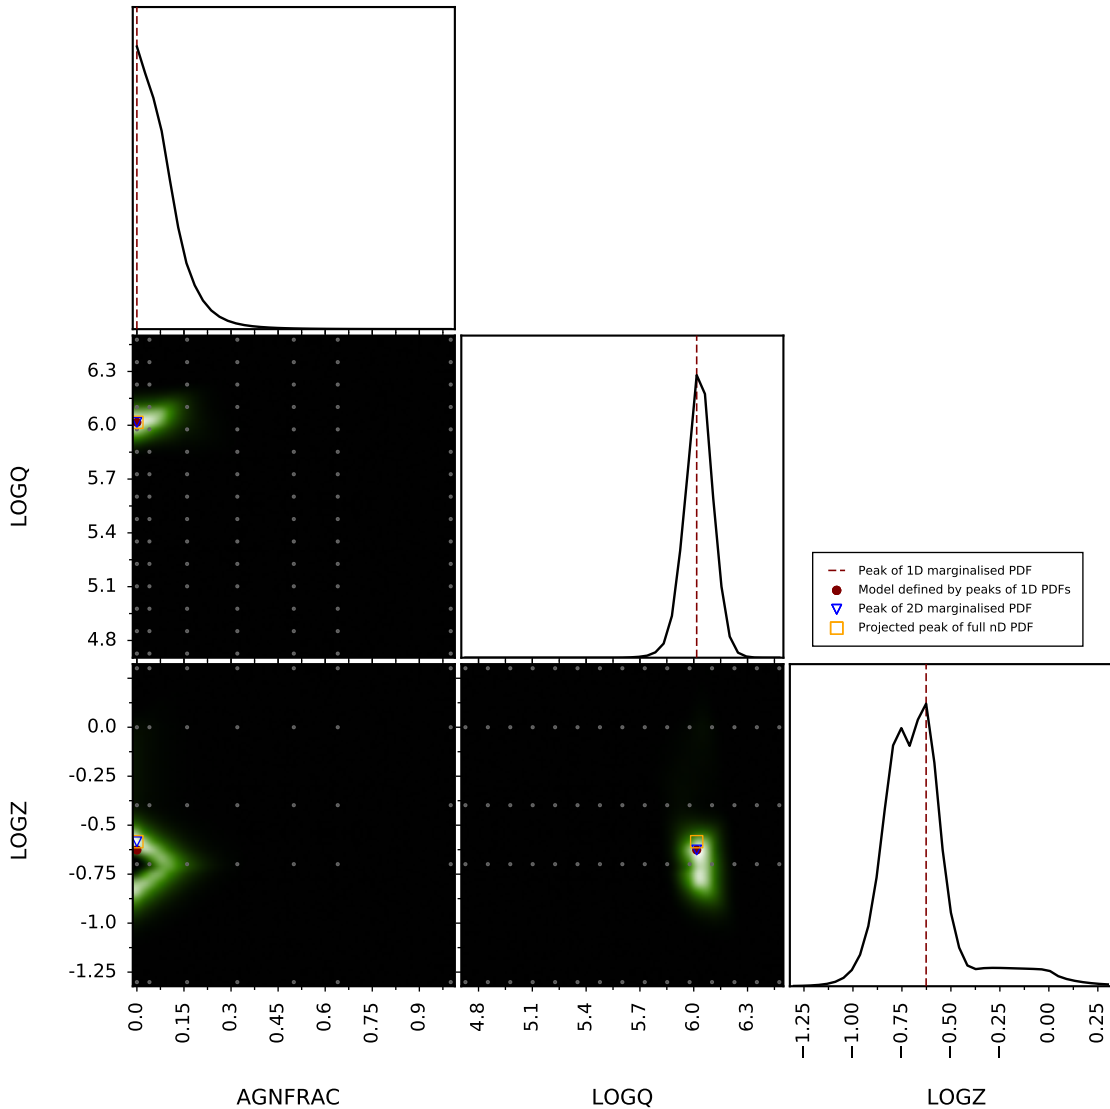 6.3
6.0
5.7
5.4
5.1
4.8
LOGQ
Peak of 1D marginalised PDF
Model defined by peaks of 1D PDFs
Peak of 2D marginalised PDF
Projected peak of full nD PDF
0.0
-0.25
-0.5
-0.75
-1.0
-1.25
LOGZ
0.0 0.15 0.3 0.45 0.6 0.75 0.9
4.8 5.1 5.4 5.7 6.0 6.3
−1.25 −1.00 −0.75 −0.50 −0.25 0.00 0.25
AGNFRAC LOGQ LOGZ